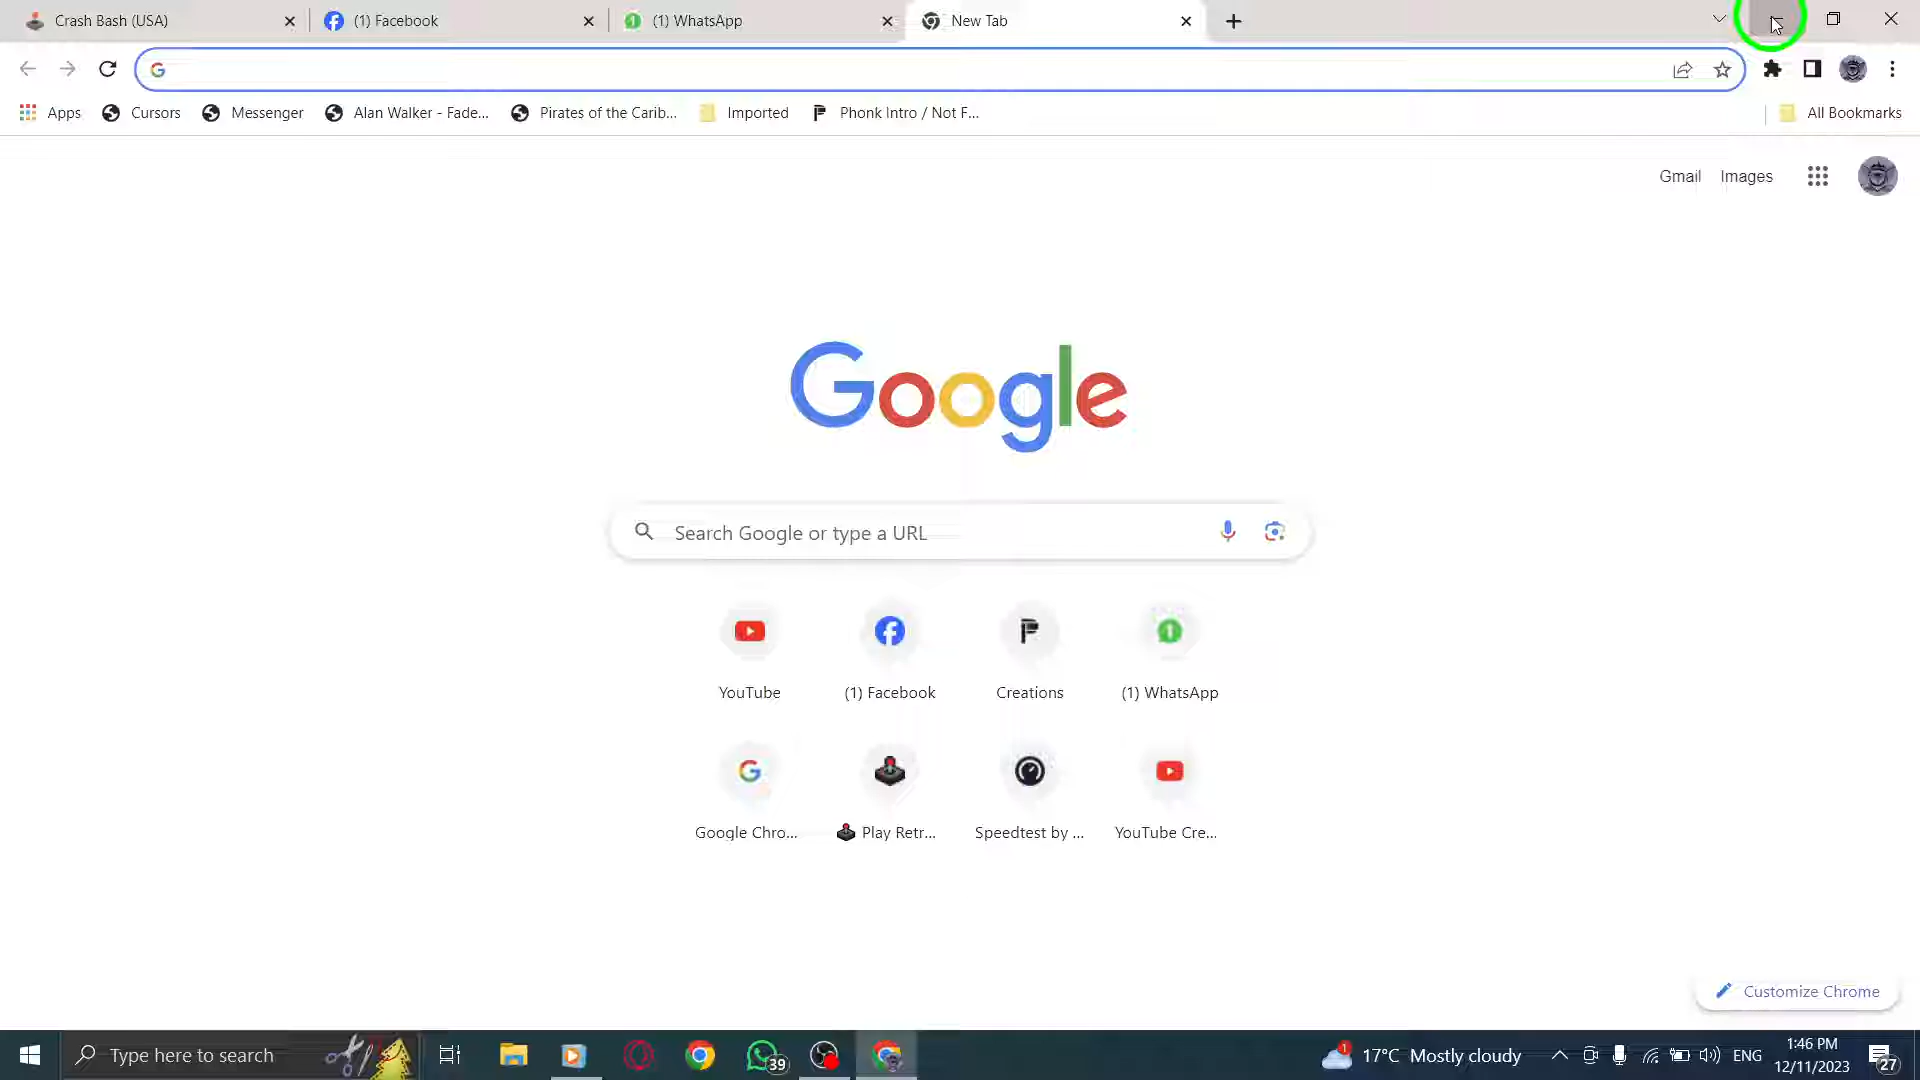 Crash Bash (USA)
(1) Facebook
(1) WhatsApp
New Tab
Apps
Cursors
Messenger
Alan Walker - Fade...
Pirates of the Carib...
Imported
Phonk Intro / Not F...
All Bookmarks
Gmail
Images
Google
Search Google or type a URL
YouTube
(1) Facebook
Creations
(1) WhatsApp
Google Chro...
Play Retr...
Speedtest by ...
YouTube Cre...
Customize Chrome
Type here to search
39
1
17°C Mostly cloudy
ENG
1:46 PM
12/11/2023
27